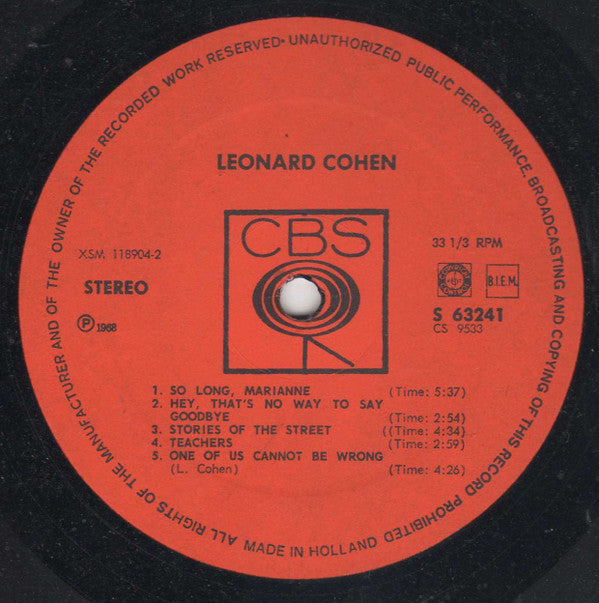 ALL RIGHTS OF THE MANUFACTURER AND OF THE OWNER OF THE RECORDED WORK RESERVED • UNAUTHORIZED PUBLIC PERFORMANCE, BROADCASTING AND COPYING OF THIS RECORD PROHIBITED
LEONARD COHEN
CBS
XSM 118904-2
33 1/3 RPM
STEREO
B.I.E.M.
S 63241
CS 9533
Ⓟ 1968
1. SO LONG, MARIANNE (Time: 5:37)
2. HEY, THAT'S NO WAY TO SAY
GOODBYE (Time: 2:54)
3. STORIES OF THE STREET ((Time: 4:34)
4. TEACHERS (Time: 2:59)
5. ONE OF US CANNOT BE WRONG
(L. Cohen) (Time: 4:26)
MADE IN HOLLAND